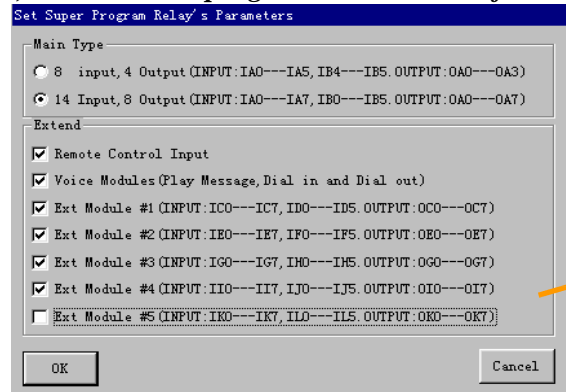 Set Super Program Relay's Parameters
Main Type
8 input,4 Output(INPUT:IA0---IA5,IB4---IB5.OUTPUT:OA0---OA3)
14 Input,8 Output(INPUT:IA0---IA7,IB0---IB5.OUTPUT:OA0---OA7)
Extend
Remote Control Input
Voice Modules(Play Message,Dial in and Dial out)
Ext Module #1(INPUT:IC0---IC7,ID0---ID5.OUTPUT:OC0---OC7)
Ext Module #2(INPUT:IE0---IE7,IF0---IF5.OUTPUT:OE0---OE7)
Ext Module #3(INPUT:IG0---IG7,IH0---IH5.OUTPUT:OG0---OG7)
Ext Module #4(INPUT:II0---II7,IJ0---IJ5.OUTPUT:OI0---OI7)
Ext Module #5(INPUT:IK0---IK7,IL0---IL5.OUTPUT:OK0---OK7)
OK Cancel